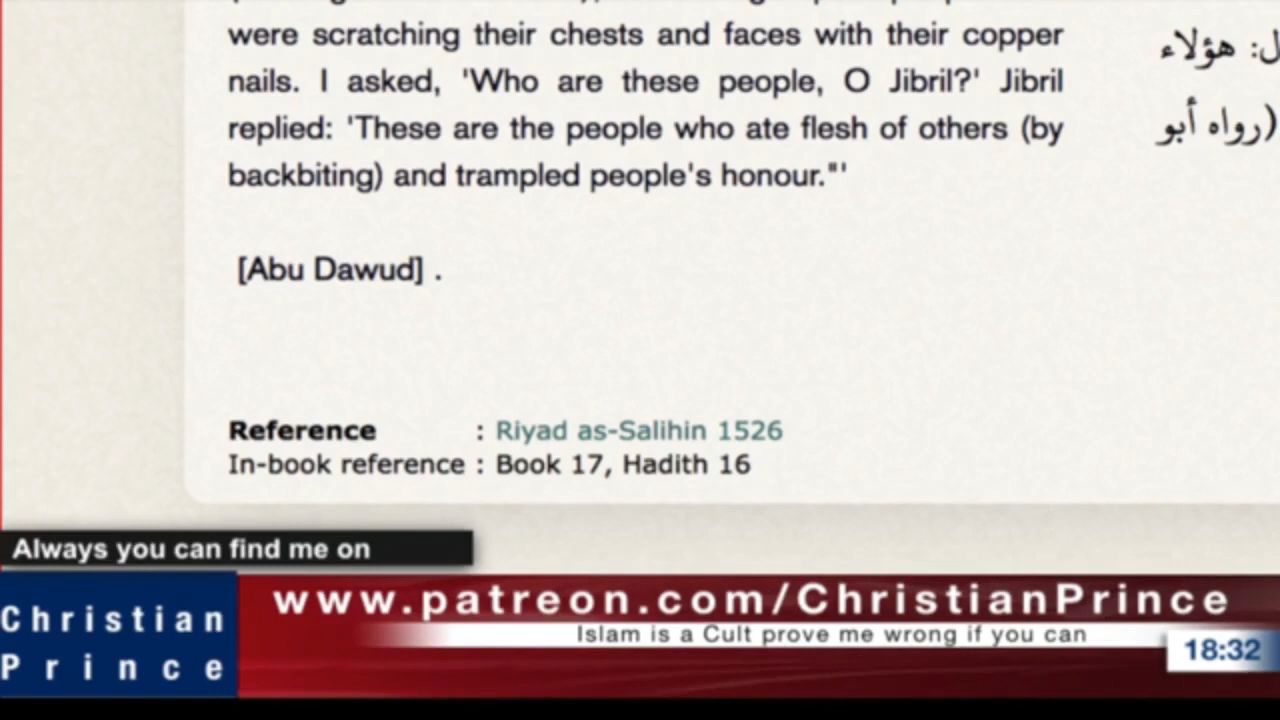 were scratching their chests and faces with their copper
nails. I asked, 'Who are these people, O Jibril?' Jibril
replied: 'These are the people who ate flesh of others (by
backbiting) and trampled people's honour."'
[Abu Dawud] .
ل: هؤلاء
(رواه أبو
Reference : Riyad as-Salihin 1526
In-book reference : Book 17, Hadith 16
Always you can find me on
Christian
Prince
www.patreon.com/ChristianPrince
Islam is a Cult prove me wrong if you can
18:32